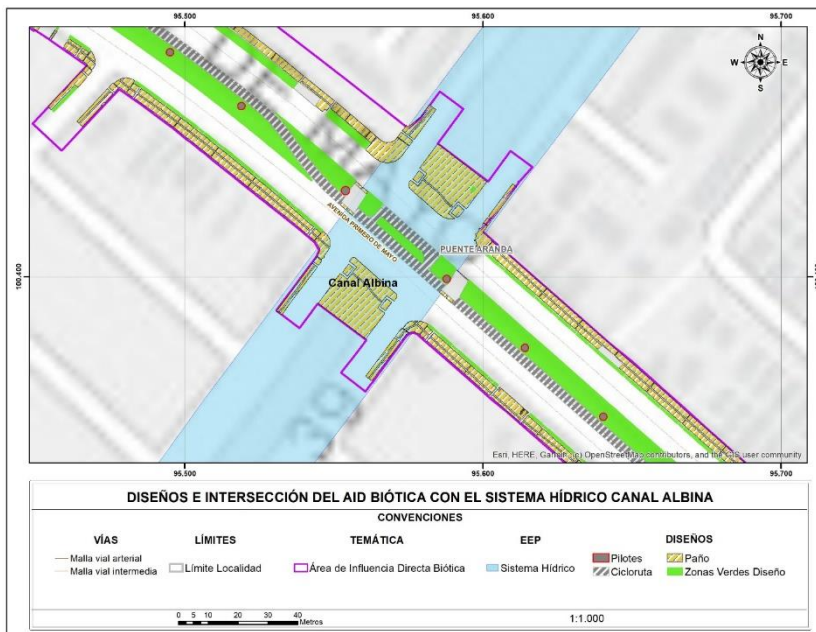 95.500
95.600
95.700
N
W
E
S
100.400
AVENIDA PRIMERO DE MAYO
PUENTE ARANDA
Canal Albina
Esri, HERE, Garmin, (c) OpenStreetMap contributors, and the GIS user community
95.500
95.600
95.700
DISEÑOS E INTERSECCIÓN DEL AID BIÓTICA CON EL SISTEMA HÍDRICO CANAL ALBINA
CONVENCIONES
VÍAS
LÍMITES
TEMÁTICA
EEP
DISEÑOS
Malla vial arterial
Malla vial intermedia
Límite Localidad
Área de Influencia Directa Biótica
Sistema Hídrico
Pilotes
Cicloruta
Paño
Zonas Verdes Diseño
0 5 10 20 30 40
Metros
1:1.000